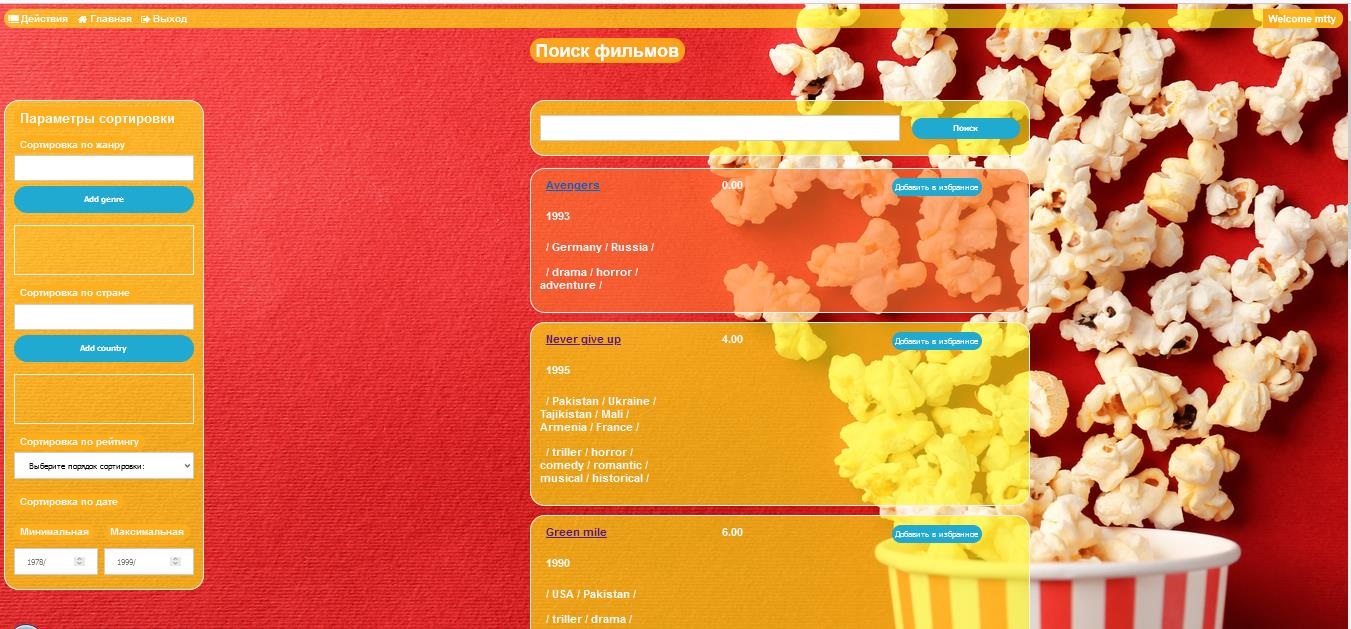 Действия Главная Выход Welcome mtty
Поиск фильмов
Параметры сортировки
Сортировка по жанру
Add genre
Сортировка по стране
Add country
Сортировка по рейтингу
Выберите порядок сортировки:
Сортировка по дате
Минимальная Максимальная
1978/ 1999/
Поиск
Avengers 0.00 Добавить в избранное
1993
/ Germany / Russia /
/ drama / horror /
adventure /
Never give up 4.00 Добавить в избранное
1995
/ Pakistan / Ukraine /
Tajikistan / Mali /
Armenia / France /
/ triller / horror /
comedy / romantic /
musical / historical /
Green mile 6.00 Добавить в избранное
1990
/ USA / Pakistan /
/ triller / drama /